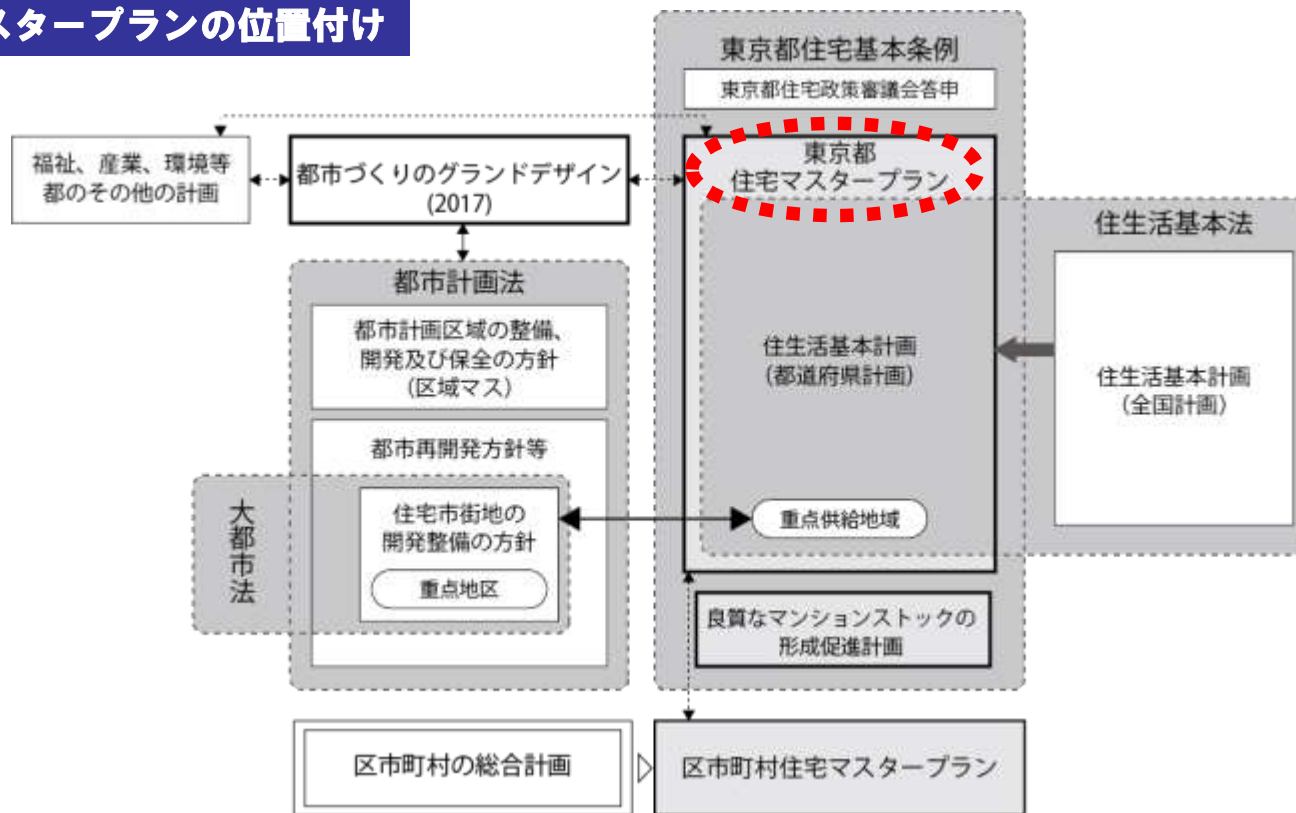 スタープランの位置付け
東京都住宅基本条例
東京都住宅政策審議会答申
福祉、産業、環境等
都のその他の計画
都市づくりのグランドデザイン
(2017)
東京都
住宅マスタープラン
住生活基本法
都市計画法
都市計画区域の整備、
開発及び保全の方針
(区域マス)
住生活基本計画
(都道府県計画)
住生活基本計画
(全国計画)
都市再開発方針等
大都市法
住宅市街地の
開発整備の方針
重点地区
重点供給地域
良質なマンションストックの
形成促進計画
区市町村の総合計画
区市町村住宅マスタープラン